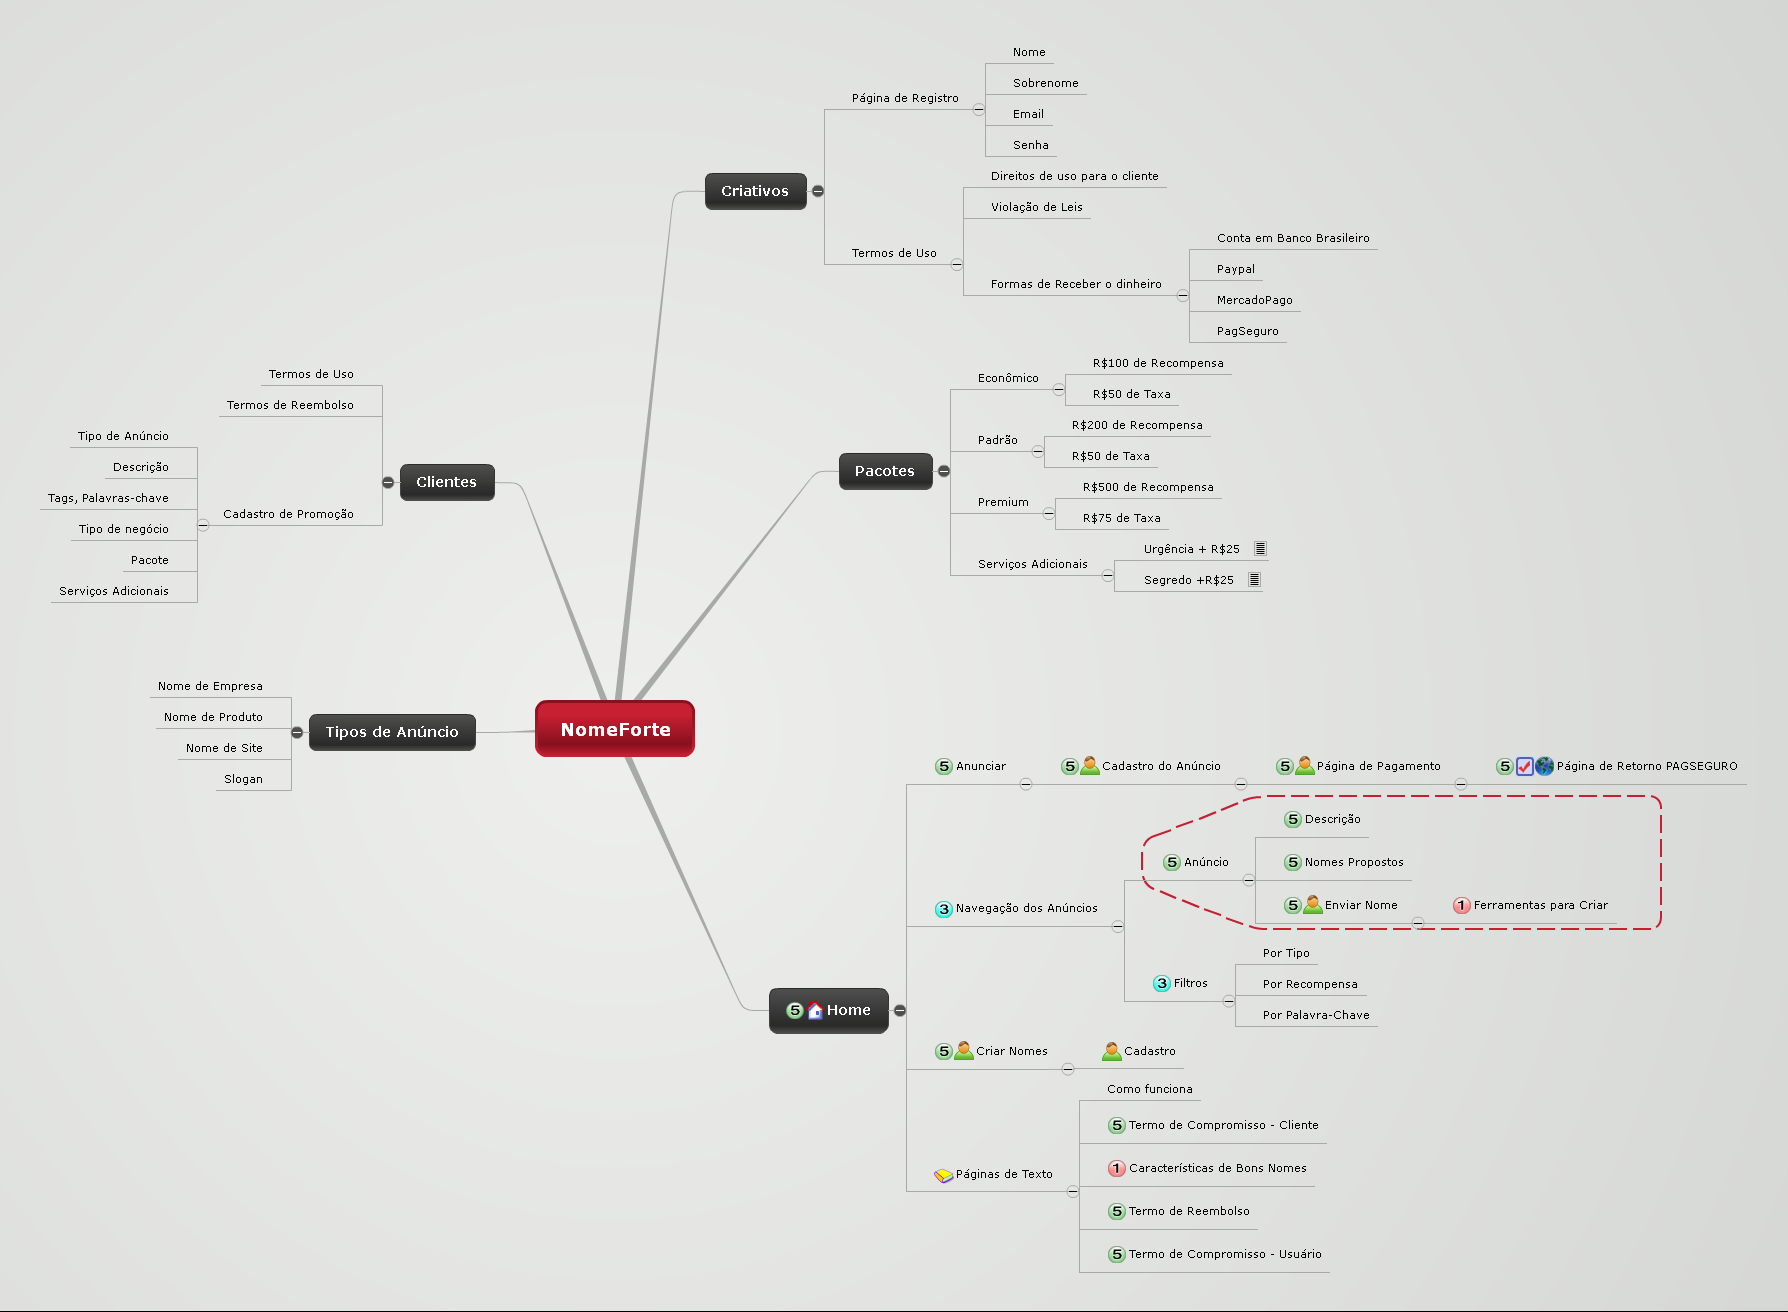 NomeForte
Criativos
Página de Registro
Nome
Sobrenome
Email
Senha
Termos de Uso
Direitos de uso para o cliente
Violação de Leis
Formas de Receber o dinheiro
Conta em Banco Brasileiro
Paypal
MercadoPago
PagSeguro
Pacotes
Econômico
R$100 de Recompensa
R$50 de Taxa
Padrão
R$200 de Recompensa
R$50 de Taxa
Premium
R$500 de Recompensa
R$75 de Taxa
Serviços Adicionais
Urgência + R$25
Segredo +R$25
5 Home
5 Anunciar
5 Cadastro do Anúncio
5 Página de Pagamento
5 Página de Retorno PAGSEGURO
3 Navegação dos Anúncios
5 Anúncio
5 Descrição
5 Nomes Propostos
5 Enviar Nome
1 Ferramentas para Criar
3 Filtros
Por Tipo
Por Recompensa
Por Palavra-Chave
5 Criar Nomes
Cadastro
Páginas de Texto
Como funciona
5 Termo de Compromisso - Cliente
1 Características de Bons Nomes
5 Termo de Reembolso
5 Termo de Compromisso - Usuário
Clientes
Termos de Uso
Termos de Reembolso
Cadastro de Promoção
Tipo de Anúncio
Descrição
Tags, Palavras-chave
Tipo de negócio
Pacote
Serviços Adicionais
Tipos de Anúncio
Nome de Empresa
Nome de Produto
Nome de Site
Slogan